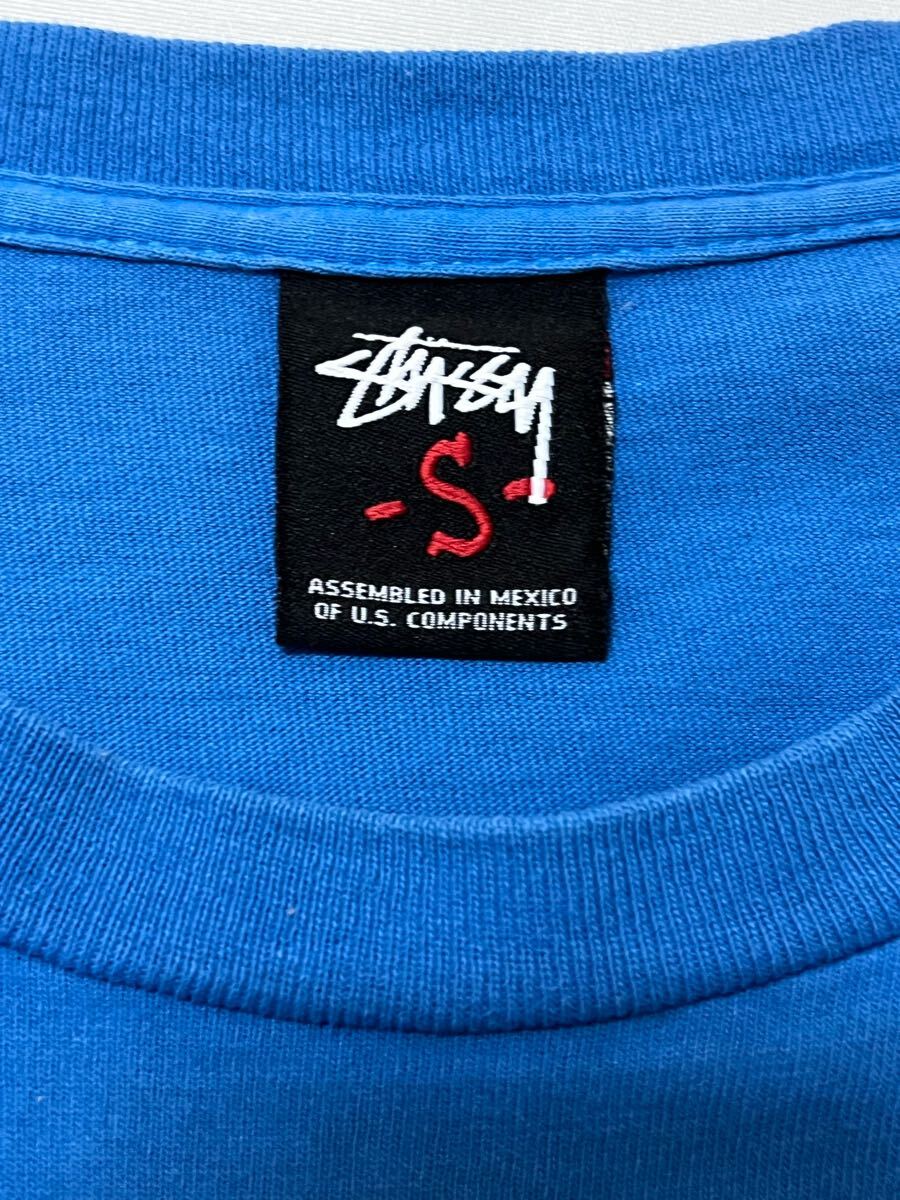 Stüssy
-S-
ASSEMBLED IN MEXICO
OF U.S. COMPONENTS